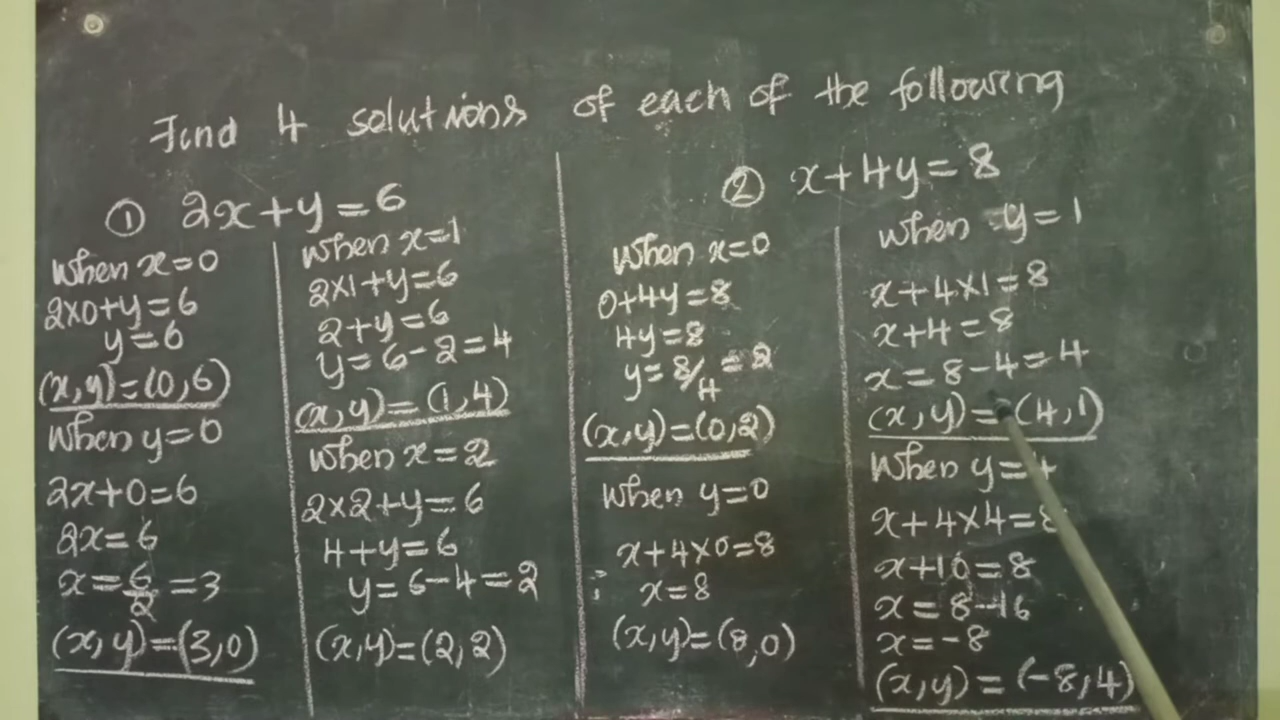 Find 4 solutions of each of the following
① 2x+y=6
When x=0
2×0+y=6
y=6
(x,y)=(0,6)
When y=0
2x+0=6
2x=6
x=6/2=3
(x,y)=(3,0)
When x=1
2×1+y=6
2+y=6
y=6-2=4
(x,y)=(1,4)
When x=2
2×2+y=6
4+y=6
y=6-4=2
(x,y)=(2,2)
② x+4y=8
When x=0
0+4y=8
4y=8
y=8/4=2
(x,y)=(0,2)
When y=0
x+4×0=8
x=8
(x,y)=(8,0)
When y=1
x+4×1=8
x+4=8
x=8-4=4
(x,y)=(4,1)
When y=4
x+4×4=8
x+16=8
x=8-16
x=-8
(x,y)=(-8,4)